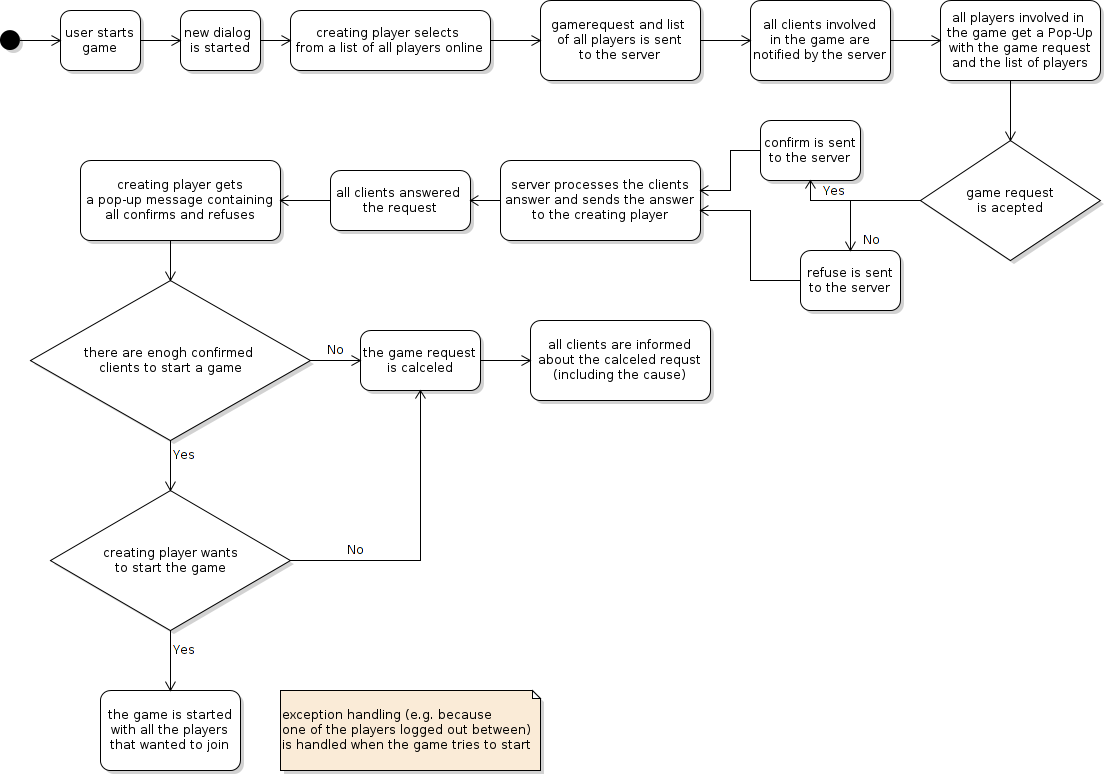 user starts
game
new dialog
is started
creating player selects
from a list of all players online
gamerequest and list
of all players is sent
to the server
all clients involved
in the game are
notified by the server
all players involved in
the game get a Pop-Up
with the game request
and the list of players
game request
is acepted
Yes
No
confirm is sent
to the server
refuse is sent
to the server
server processes the clients
answer and sends the answer
to the creating player
all clients answered
the request
creating player gets
a pop-up message containing
all confirms and refuses
there are enogh confirmed
clients to start a game
No
the game request
is calceled
all clients are informed
about the calceled requst
(including the cause)
Yes
creating player wants
to start the game
No
Yes
the game is started
with all the players
that wanted to join
exception handling (e.g. because
one of the players logged out between)
is handled when the game tries to start